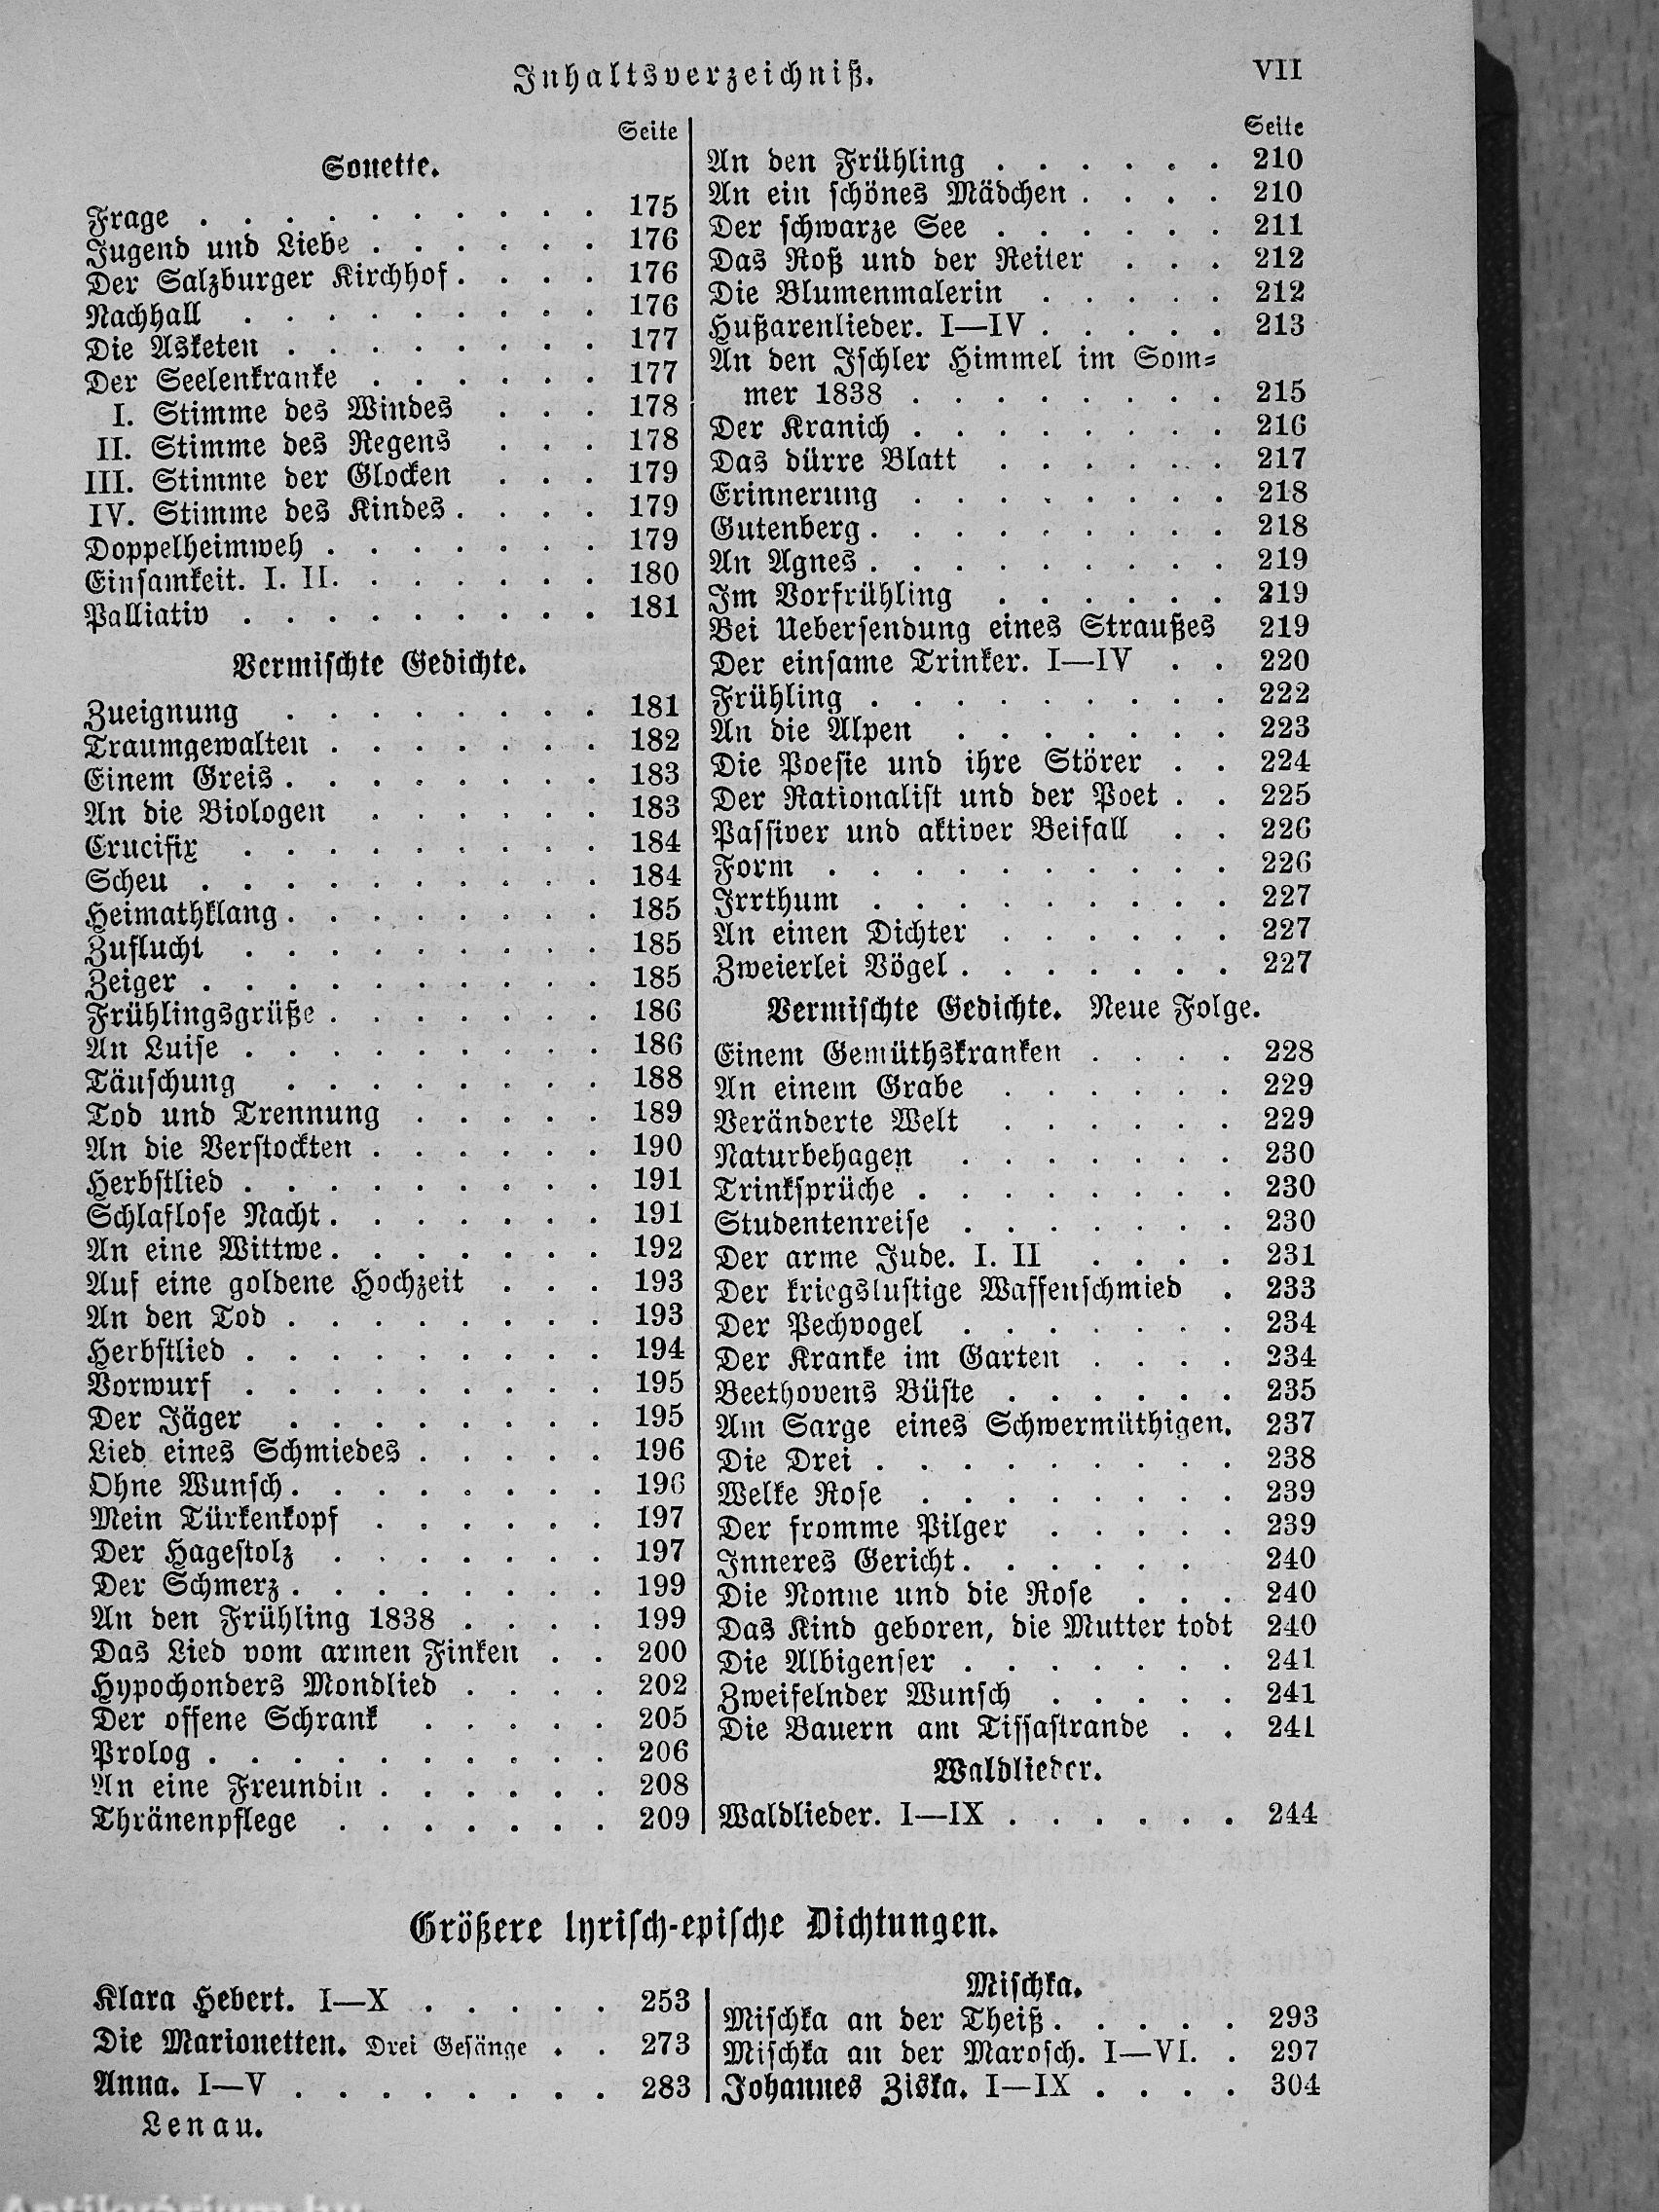 Inhaltsverzeichniß.
VII
Seite
Sonette.
Frage . . . . . . . . . . 175
Jugend und Liebe . . . . . . 176
Der Salzburger Kirchhof . . . . 176
Nachhall . . . . . . . . . 176
Die Asketen . . . . . . . . 177
Der Seelenkranke . . . . . . 177
I. Stimme des Windes . . . 178
II. Stimme des Regens . . . 178
III. Stimme der Glocken . . . 179
IV. Stimme des Kindes . . . . 179
Doppelheimweh . . . . . . . 179
Einsamkeit. I. II. . . . . . . 180
Palliativ . . . . . . . . . 181
Vermischte Gedichte.
Zueignung . . . . . . . . 181
Traumgewalten . . . . . . . 182
Einem Greis . . . . . . . . 183
An die Biologen . . . . . . 183
Crucifix . . . . . . . . . 184
Scheu . . . . . . . . . . 184
Heimathklang . . . . . . . . 185
Zuflucht . . . . . . . . . 185
Zeiger . . . . . . . . . . 185
Frühlingsgrüße . . . . . . . 186
An Luise . . . . . . . . . 186
Täuschung . . . . . . . . 188
Tod und Trennung . . . . . 189
An die Verstockten . . . . . . 190
Herbstlied . . . . . . . . . 191
Schlaflose Nacht . . . . . . . 191
An eine Wittwe . . . . . . . 192
Auf eine goldene Hochzeit . . . 193
An den Tod . . . . . . . . 193
Herbstlied . . . . . . . . . 194
Vorwurf . . . . . . . . . 195
Der Jäger . . . . . . . . 195
Lied eines Schmiedes . . . . . 196
Ohne Wunsch . . . . . . . . 196
Mein Türkenkopf . . . . . . 197
Der Hagestolz . . . . . . . 197
Der Schmerz . . . . . . . . 199
An den Frühling 1838 . . . . 199
Das Lied vom armen Finken . . 200
Hypochonders Mondlied . . . . 202
Der offene Schrank . . . . . 205
Prolog . . . . . . . . . . 206
An eine Freundin . . . . . . 208
Thränenpflege . . . . . . . 209
Seite
An den Frühling . . . . . . 210
An ein schönes Mädchen . . . . 210
Der schwarze See . . . . . . 211
Das Roß und der Reiter . . . 212
Die Blumenmalerin . . . . . 212
Hußarenlieder. I—IV . . . . . 213
An den Ischler Himmel im Som-
mer 1838 . . . . . . . . 215
Der Kranich . . . . . . . . 216
Das dürre Blatt . . . . . . 217
Erinnerung . . . . . . . . 218
Gutenberg . . . . . . . . . 218
An Agnes . . . . . . . . . 219
Im Vorfrühling . . . . . . 219
Bei Uebersendung eines Straußes 219
Der einsame Trinker. I—IV . . 220
Frühling . . . . . . . . . 222
An die Alpen . . . . . . . 223
Die Poesie und ihre Störer . . 224
Der Rationalist und der Poet . . 225
Passiver und aktiver Beifall . . 226
Form . . . . . . . . . . 226
Irrthum . . . . . . . . . 227
An einen Dichter . . . . . . 227
Zweierlei Vögel . . . . . . . 227
Vermischte Gedichte. Neue Folge.
Einem Gemüthskranken . . . . 228
An einem Grabe . . . . . . 229
Veränderte Welt . . . . . . 229
Naturbehagen . . . . . . . 230
Trinksprüche . . . . . . . . 230
Studentenreise . . . . . . . 230
Der arme Jude. I. II . . . . 231
Der kriegslustige Waffenschmied . 233
Der Pechvogel . . . . . . . 234
Der Kranke im Garten . . . . 234
Beethovens Büste . . . . . . 235
Am Sarge eines Schwermüthigen. 237
Die Drei . . . . . . . . . 238
Welke Rose . . . . . . . . 239
Der fromme Pilger . . . . . 239
Inneres Gericht . . . . . . 240
Die Nonne und die Rose . . . 240
Das Kind geboren, die Mutter todt 240
Die Albigenser . . . . . . . 241
Zweifelnder Wunsch . . . . . 241
Die Bauern am Tissastrande . . 241
Waldlieder.
Waldlieder. I—IX . . . . . . 244
Größere lyrisch-epische Dichtungen.
Klara Hebert. I—X . . . . . 253
Die Marionetten. Drei Gesänge . . 273
Anna. I—V . . . . . . . . 283
Mischka.
Mischka an der Theiß . . . . . 293
Mischka an der Marosch. I—VI. . 297
Johannes Ziska. I—IX . . . . 304
Lenau.
Antikvárium.hu